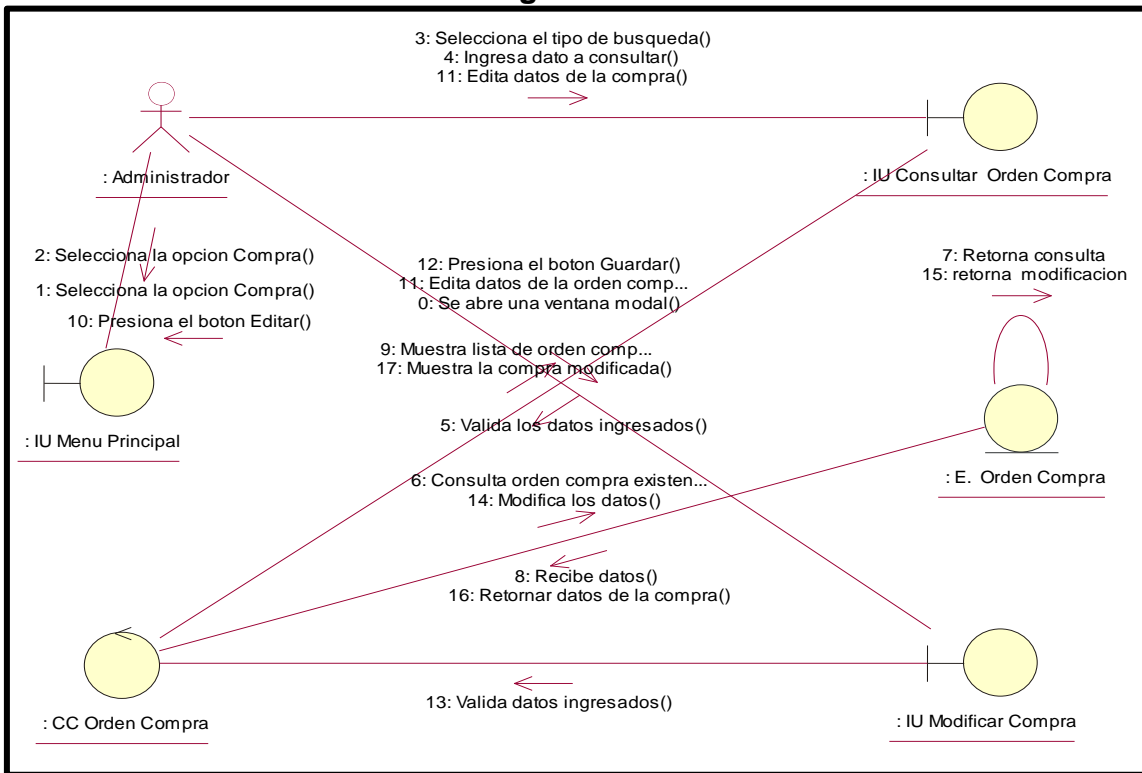 3: Selecciona el tipo de busqueda()
4: Ingresa dato a consultar()
11: Edita datos de la compra()
: Administrador
: IU Consultar Orden Compra
2: Selecciona la opcion Compra()
1: Selecciona la opcion Compra()
10: Presiona el boton Editar()
12: Presiona el boton Guardar()
11: Edita datos de la orden comp...
0: Se abre una ventana modal()
7: Retorna consulta
15: retorna modificacion
9: Muestra lista de orden comp...
17: Muestra la compra modificada()
: IU Menu Principal
5: Valida los datos ingresados()
: E. Orden Compra
6: Consulta orden compra existen...
14: Modifica los datos()
8: Recibe datos()
16: Retornar datos de la compra()
13: Valida datos ingresados()
: CC Orden Compra
: IU Modificar Compra